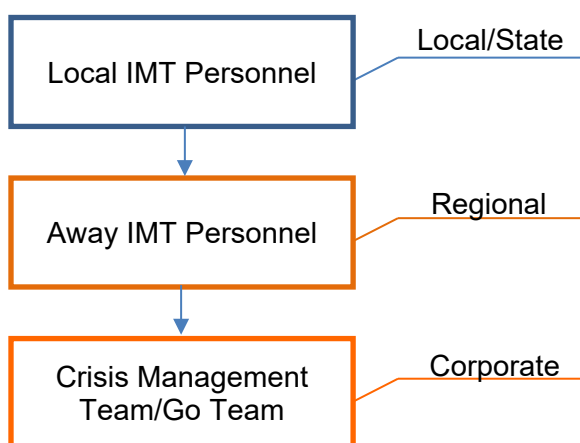 Local IMT Personnel
Local/State
Away IMT Personnel
Regional
Crisis Management
Team/Go Team
Corporate